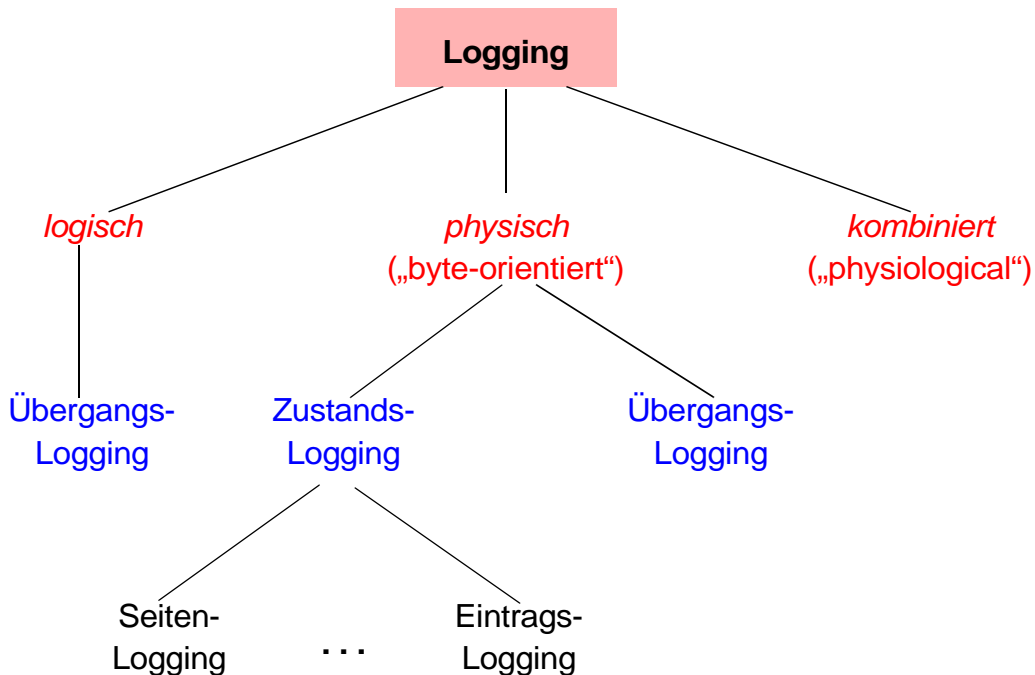 Logging
logisch
physisch
(„byte-orientiert“)
kombiniert
(„physiological“)
Übergangs-
Logging
Zustands-
Logging
Übergangs-
Logging
Seiten-
Logging
. . .
Eintrags-
Logging